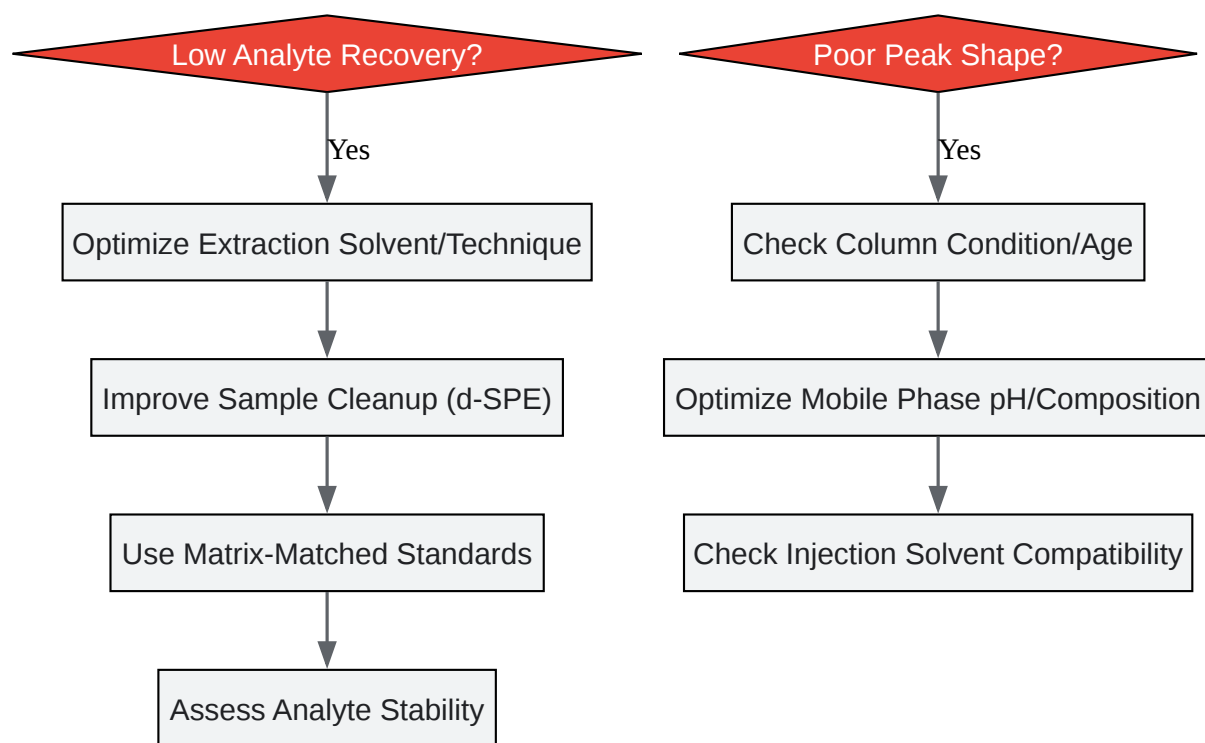 Low Analyte Recovery?
Yes
Optimize Extraction Solvent/Technique
Improve Sample Cleanup (d-SPE)
Use Matrix-Matched Standards
Assess Analyte Stability
Poor Peak Shape?
Yes
Check Column Condition/Age
Optimize Mobile Phase pH/Composition
Check Injection Solvent Compatibility